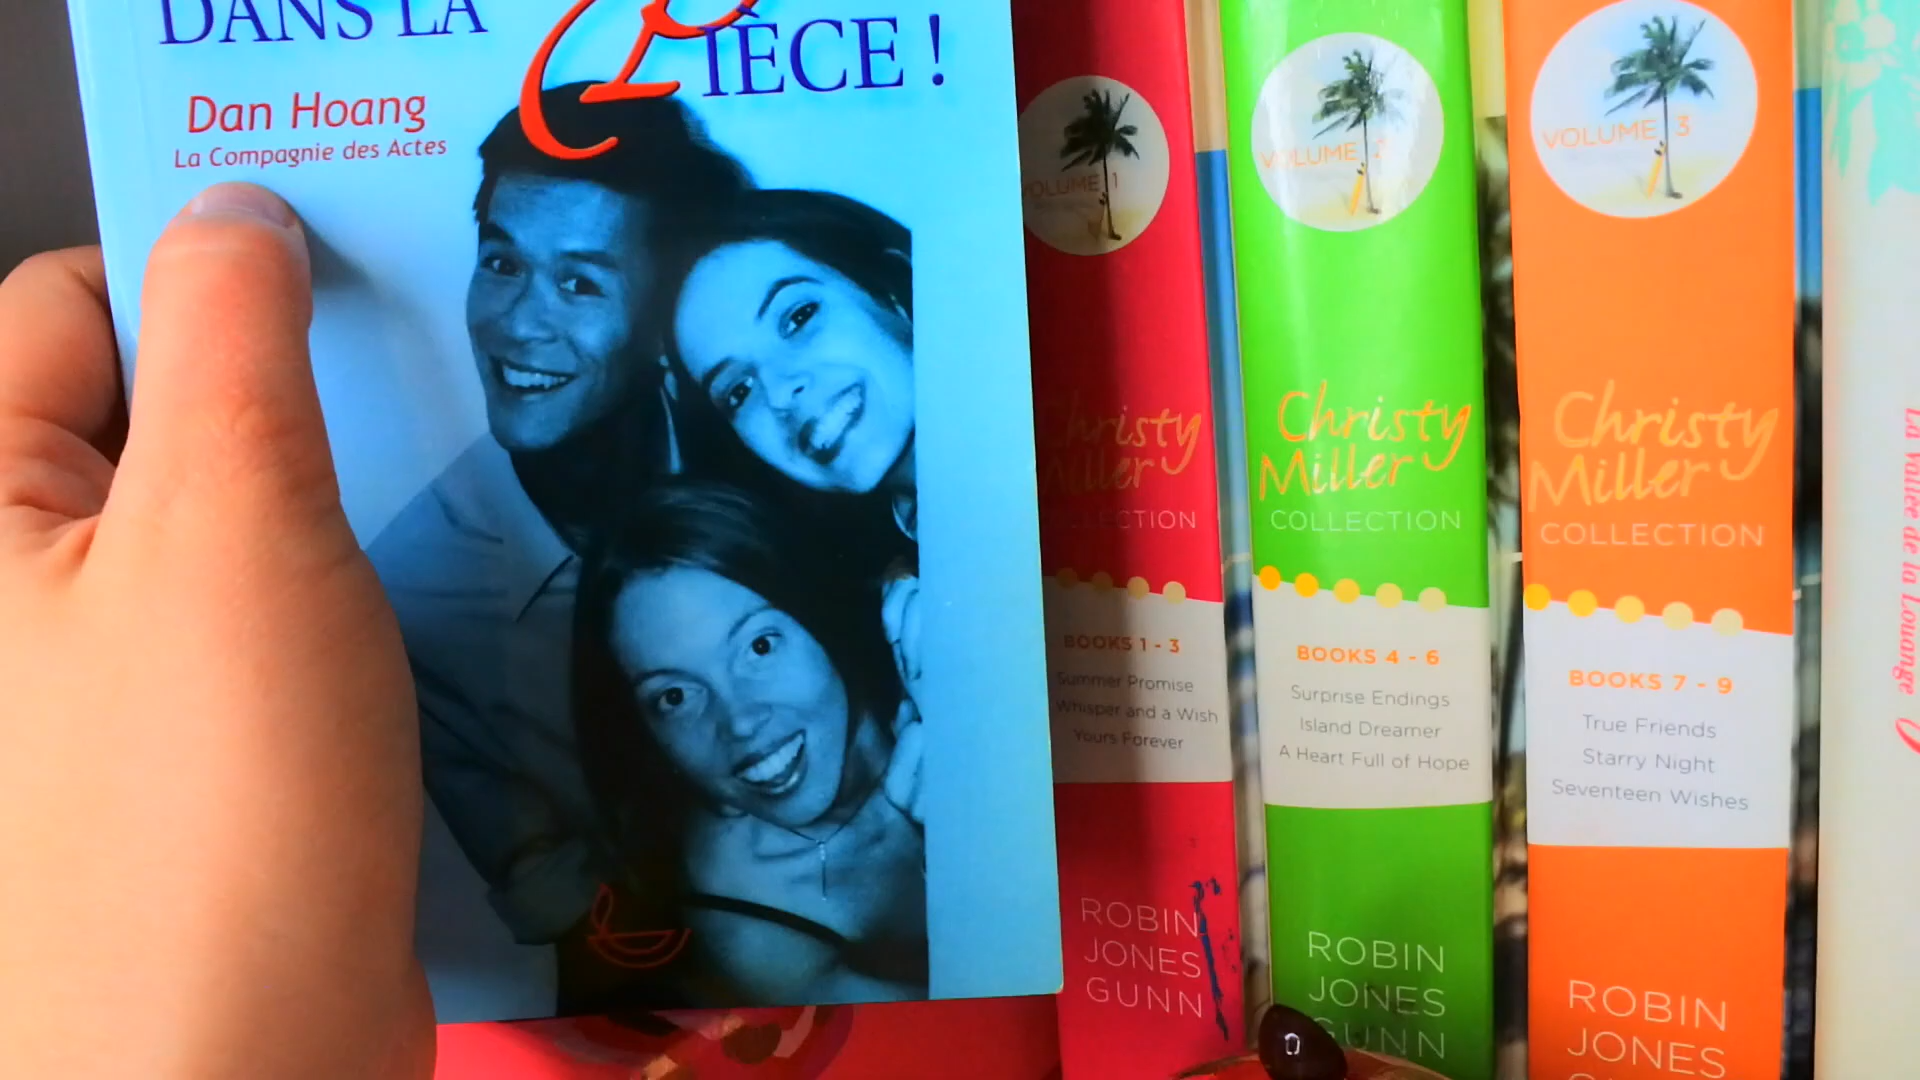 DANS LA PIÈCE !
Dan Hoang
La Compagnie des Actes
VOLUME 1
Christy
Miller
COLLECTION
BOOKS 1 - 3
Summer Promise
Whisper and a Wish
Yours Forever
ROBIN
JONES
GUNN
VOLUME 2
Christy
Miller
COLLECTION
BOOKS 4 - 6
Surprise Endings
Island Dreamer
A Heart Full of Hope
ROBIN
JONES
GUNN
VOLUME 3
Christy
Miller
COLLECTION
BOOKS 7 - 9
True Friends
Starry Night
Seventeen Wishes
ROBIN
JONES
La vallée de la Louange